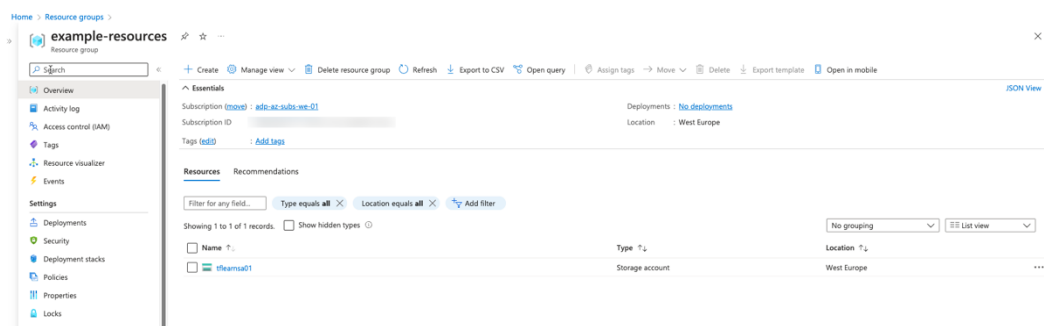 Home > Resource groups >
example-resources
Resource group
Search
Create Manage view Delete resource group Refresh Export to CSV Open query Assign tags Move Delete Export template Open in mobile
Overview
Essentials JSON View
Activity log
Subscription (move) : adp-az-subs-we-01 Deployments : No deployments
Access control (IAM)
Subscription ID Location : West Europe
Tags
Tags (edit) : Add tags
Resource visualizer
Events
Resources Recommendations
Settings
Filter for any field... Type equals all Location equals all Add filter
Deployments
Showing 1 to 1 of 1 records. Show hidden types No grouping List view
Security
Name Type Location
Deployment stacks
tflearnsa01 Storage account West Europe
Policies
Properties
Locks